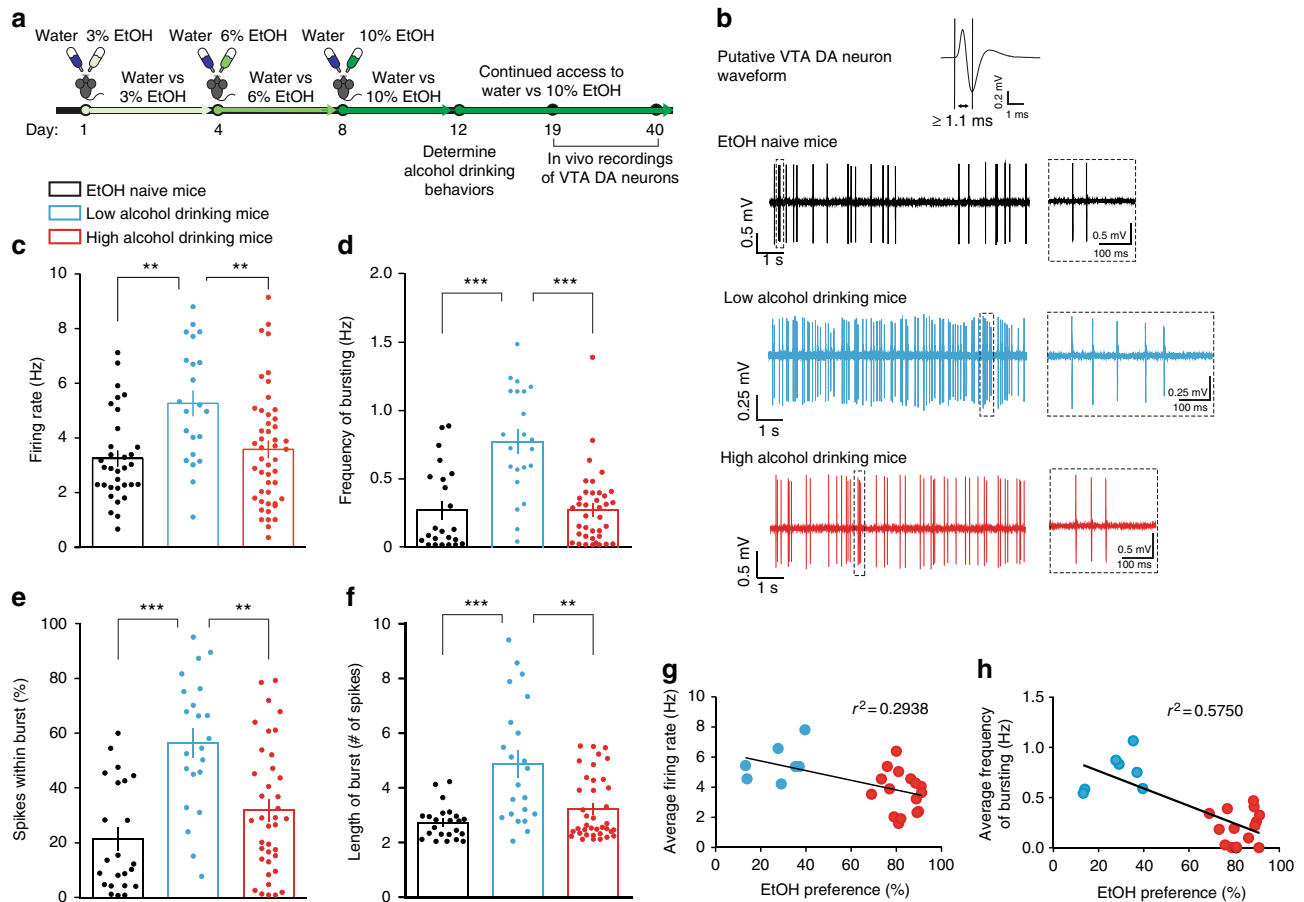 a
Water 3% EtOH
Water 6% EtOH
Water 10% EtOH
Water vs
3% EtOH
Water vs
6% EtOH
Water vs
10% EtOH
Continued access to
water vs 10% EtOH
Day: 1 4 8 12 19 40
Determine
alcohol drinking
behaviors
In vivo recordings
of VTA DA neurons
EtOH naive mice
Low alcohol drinking mice
High alcohol drinking mice
b
Putative VTA DA neuron
waveform
≥ 1.1 ms
0.2 mV
1 ms
EtOH naive mice
0.5 mV
1 s
0.5 mV
100 ms
Low alcohol drinking mice
0.25 mV
1 s
0.25 mV
100 ms
High alcohol drinking mice
0.5 mV
1 s
0.5 mV
100 ms
c
Firing rate (Hz)
10
8
6
4
2
0
** **
d
Frequency of bursting (Hz)
2.0
1.5
1.0
0.5
0
*** ***
e
Spikes within burst (%)
100
80
60
40
20
0
*** **
f
Length of burst (# of spikes)
10
8
6
4
2
0
*** **
g
Average firing rate (Hz)
10
8
6
4
2
0
r² = 0.2938
0 20 40 60 80 100
EtOH preference (%)
h
Average frequency
of bursting (Hz)
1.5
1.0
0.5
0
r² = 0.5750
0 20 40 60 80 100
EtOH preference (%)